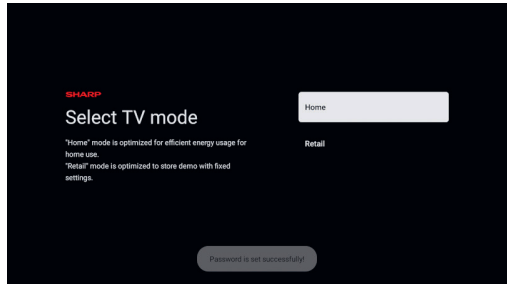 SHARP
Select TV mode
"Home" mode is optimized for efficient energy usage for
home use.
"Retail" mode is optimized to store demo with fixed
settings.
Home
Retail
Password is set successfully!